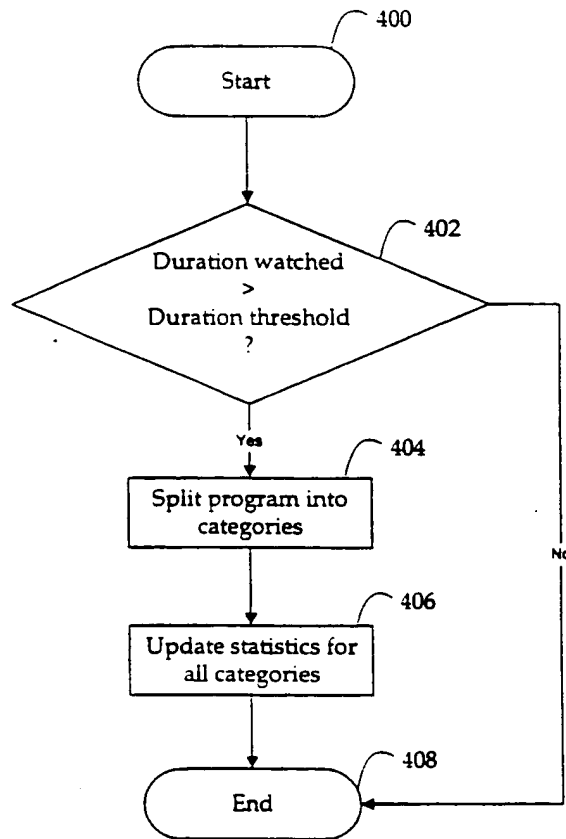 400
Start
402
Duration watched
>
Duration threshold
?
Yes
404
Split program into
categories
No
406
Update statistics for
all categories
408
End